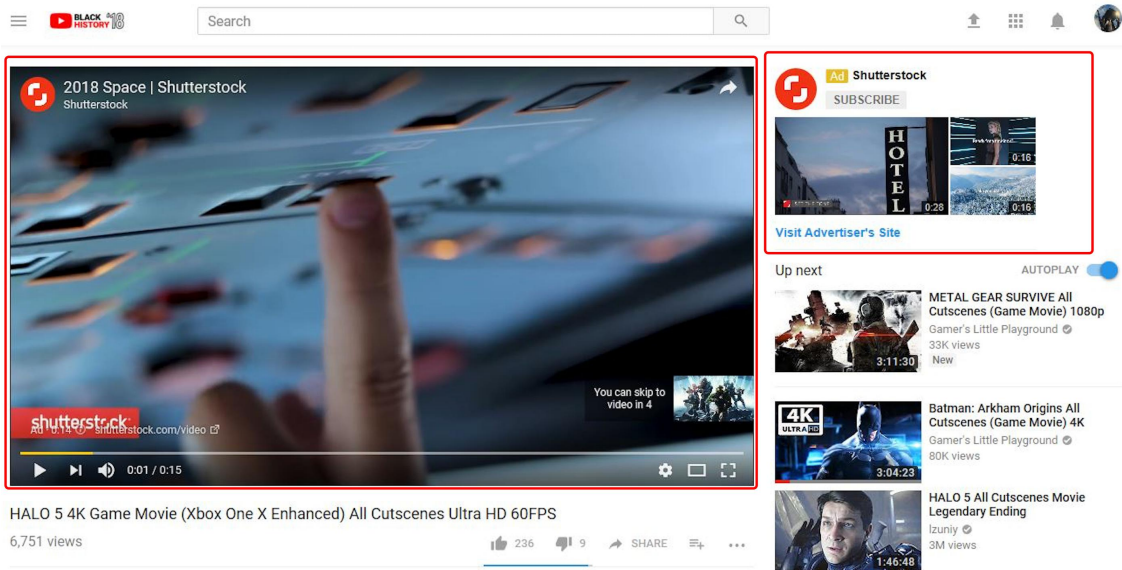 BLACK '18
HISTORY
Search
2018 Space | Shutterstock
Shutterstock
You can skip to
video in 4
shutterstock
Ad · 0:14 shutterstock.com/video
0:01 / 0:15
HALO 5 4K Game Movie (Xbox One X Enhanced) All Cutscenes Ultra HD 60FPS
6,751 views
236
9
SHARE
Ad Shutterstock
SUBSCRIBE
HOTEL
0:28
0:16
0:16
Visit Advertiser's Site
Up next
AUTOPLAY
3:11:30
METAL GEAR SURVIVE All
Cutscenes (Game Movie) 1080p
Gamer's Little Playground
33K views
New
4K
ULTRA HD
3:04:23
Batman: Arkham Origins All
Cutscenes (Game Movie) 4K
Gamer's Little Playground
80K views
1:46:48
HALO 5 All Cutscenes Movie
Legendary Ending
Izuniy
3M views